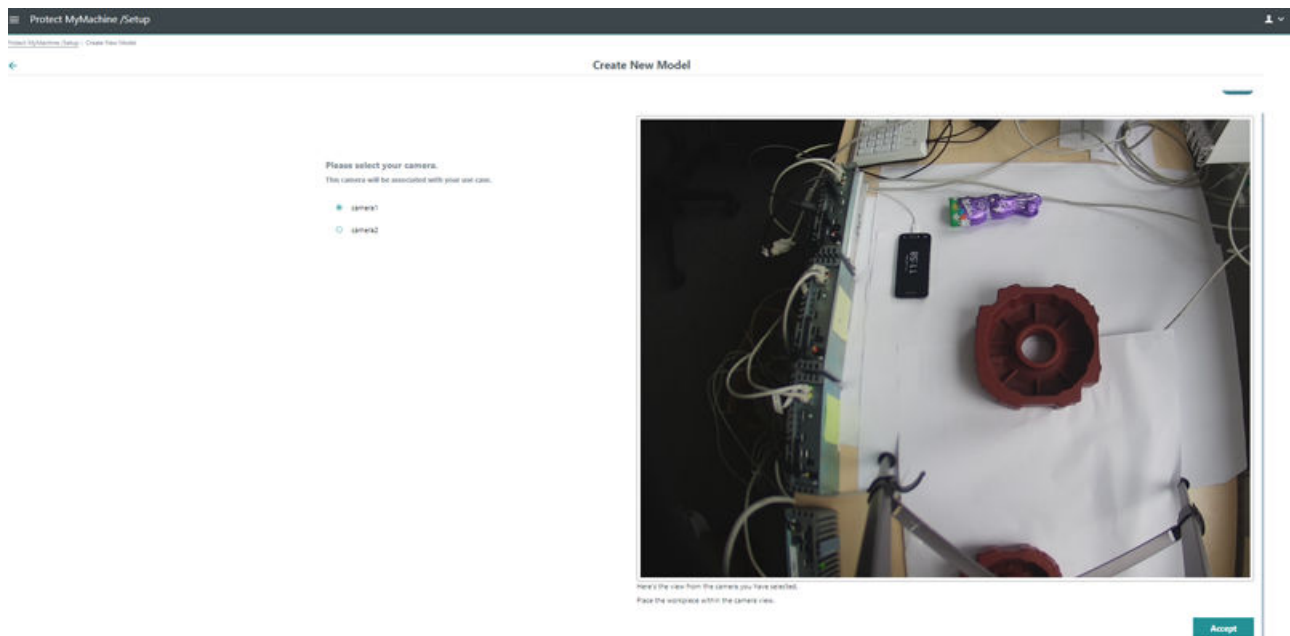 Protect MyMachine /Setup
Protect MyMachine /Setup › Create New Model
Create New Model
Please select your camera.
This camera will be associated with your use case.
camera1
camera2
11:58
Here's the view from the camera you have selected.
Place the workpiece within the camera view.
Accept